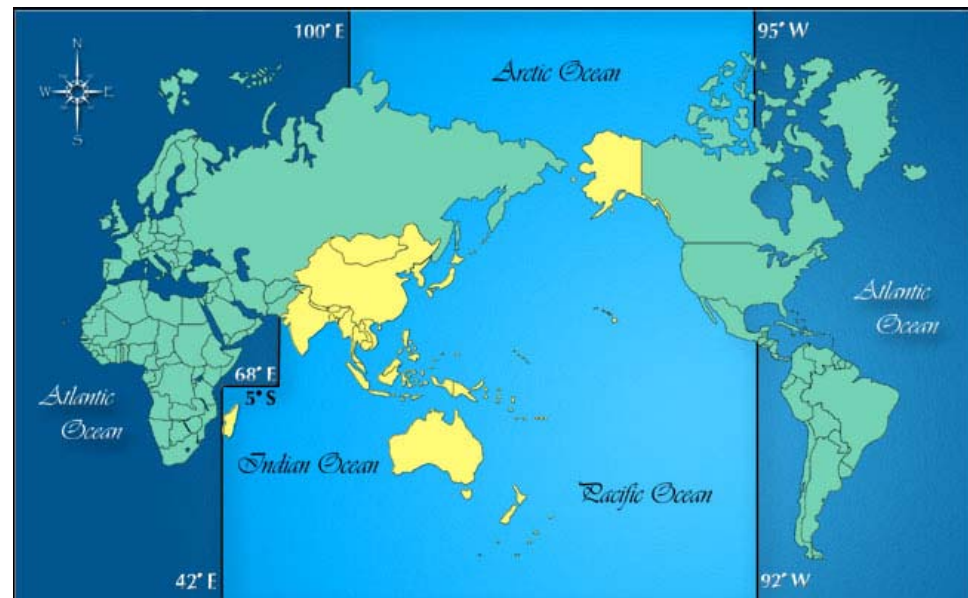 100° E
95° W
Arctic Ocean
N
W E
S
Atlantic
Ocean
68° E
5° S
Atlantic
Ocean
Indian Ocean
Pacific Ocean
42° E
92° W